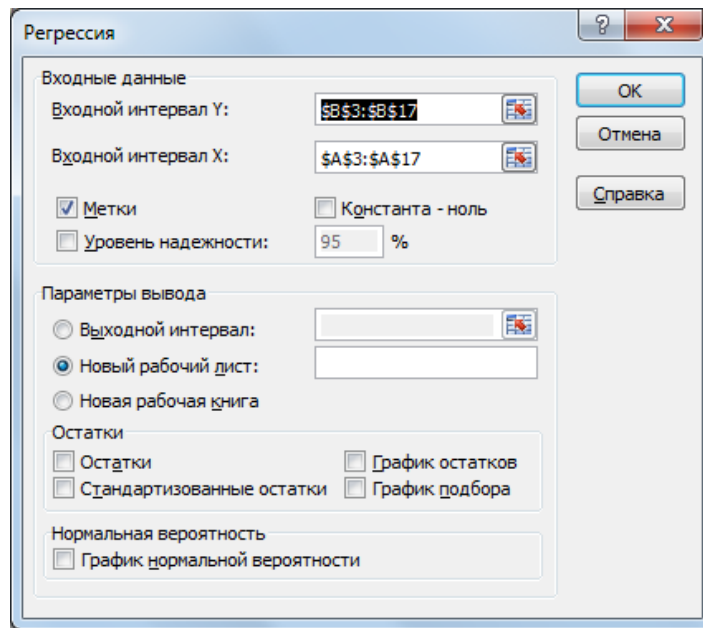 Регрессия
Входные данные
Входной интервал Y: $B$3:$B$17
Входной интервал X: $A$3:$A$17
Метки Константа - ноль
Уровень надежности: 95 %
OK
Отмена
Справка
Параметры вывода
Выходной интервал:
Новый рабочий лист:
Новая рабочая книга
Остатки
Остатки График остатков
Стандартизованные остатки График подбора
Нормальная вероятность
График нормальной вероятности